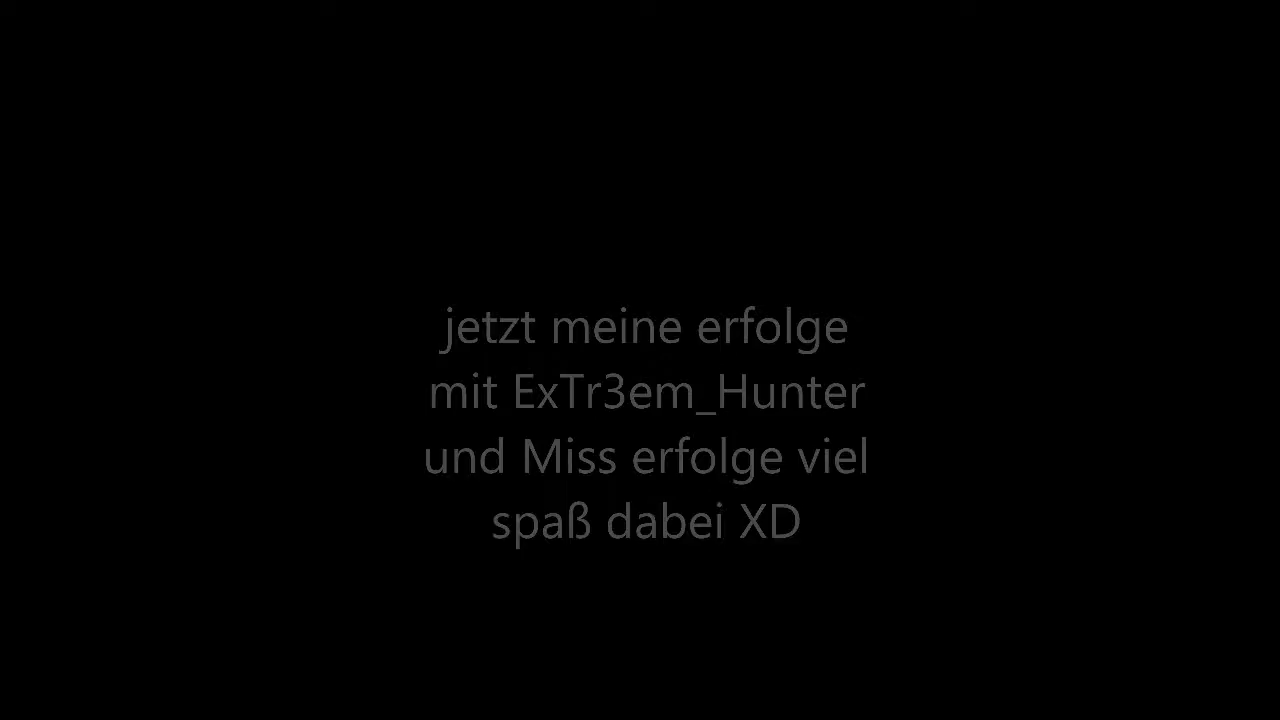 jetzt meine erfolge
mit ExTr3em_Hunter
und Miss erfolge viel
spaß dabei XD